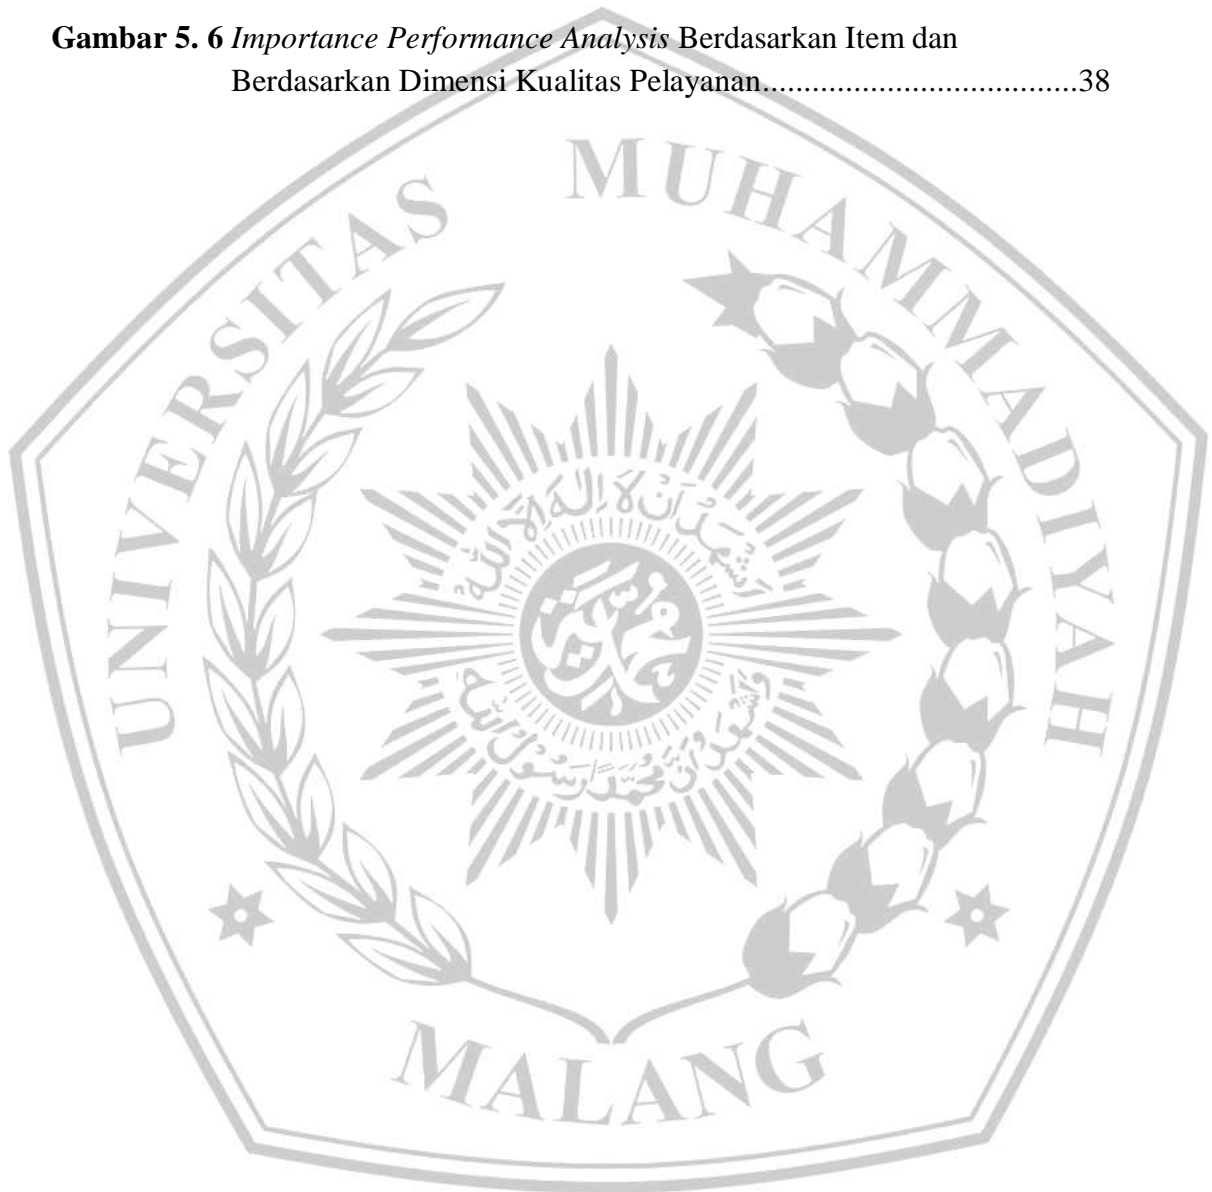 Gambar 5. 6 Importance Performance Analysis Berdasarkan Item dan
Berdasarkan Dimensi Kualitas Pelayanan......................................38
UNIVERSITAS MUHAMMADIYAH
MALANG